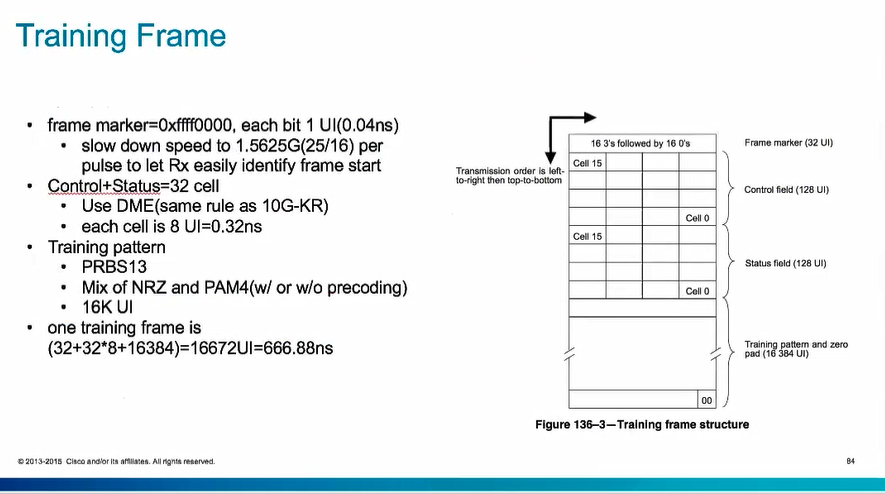 Training Frame
• frame marker=0xffff0000, each bit 1 UI(0.04ns)
• slow down speed to 1.5625G(25/16) per
pulse to let Rx easily identify frame start
• Control+Status=32 cell
• Use DME(same rule as 10G-KR)
• each cell is 8 UI=0.32ns
• Training pattern
• PRBS13
• Mix of NRZ and PAM4(w/ or w/o precoding)
• 16K UI
• one training frame is
(32+32*8+16384)=16672UI=666.88ns
Transmission order is left-
to-right then top-to-bottom
16 3's followed by 16 0's
Cell 15
Cell 0
Cell 15
Cell 0
00
Frame marker (32 UI)
Control field (128 UI)
Status field (128 UI)
Training pattern and zero
pad (16 384 UI)
Figure 136–3—Training frame structure
© 2013-2015 Cisco and/or its affiliates. All rights reserved.
84